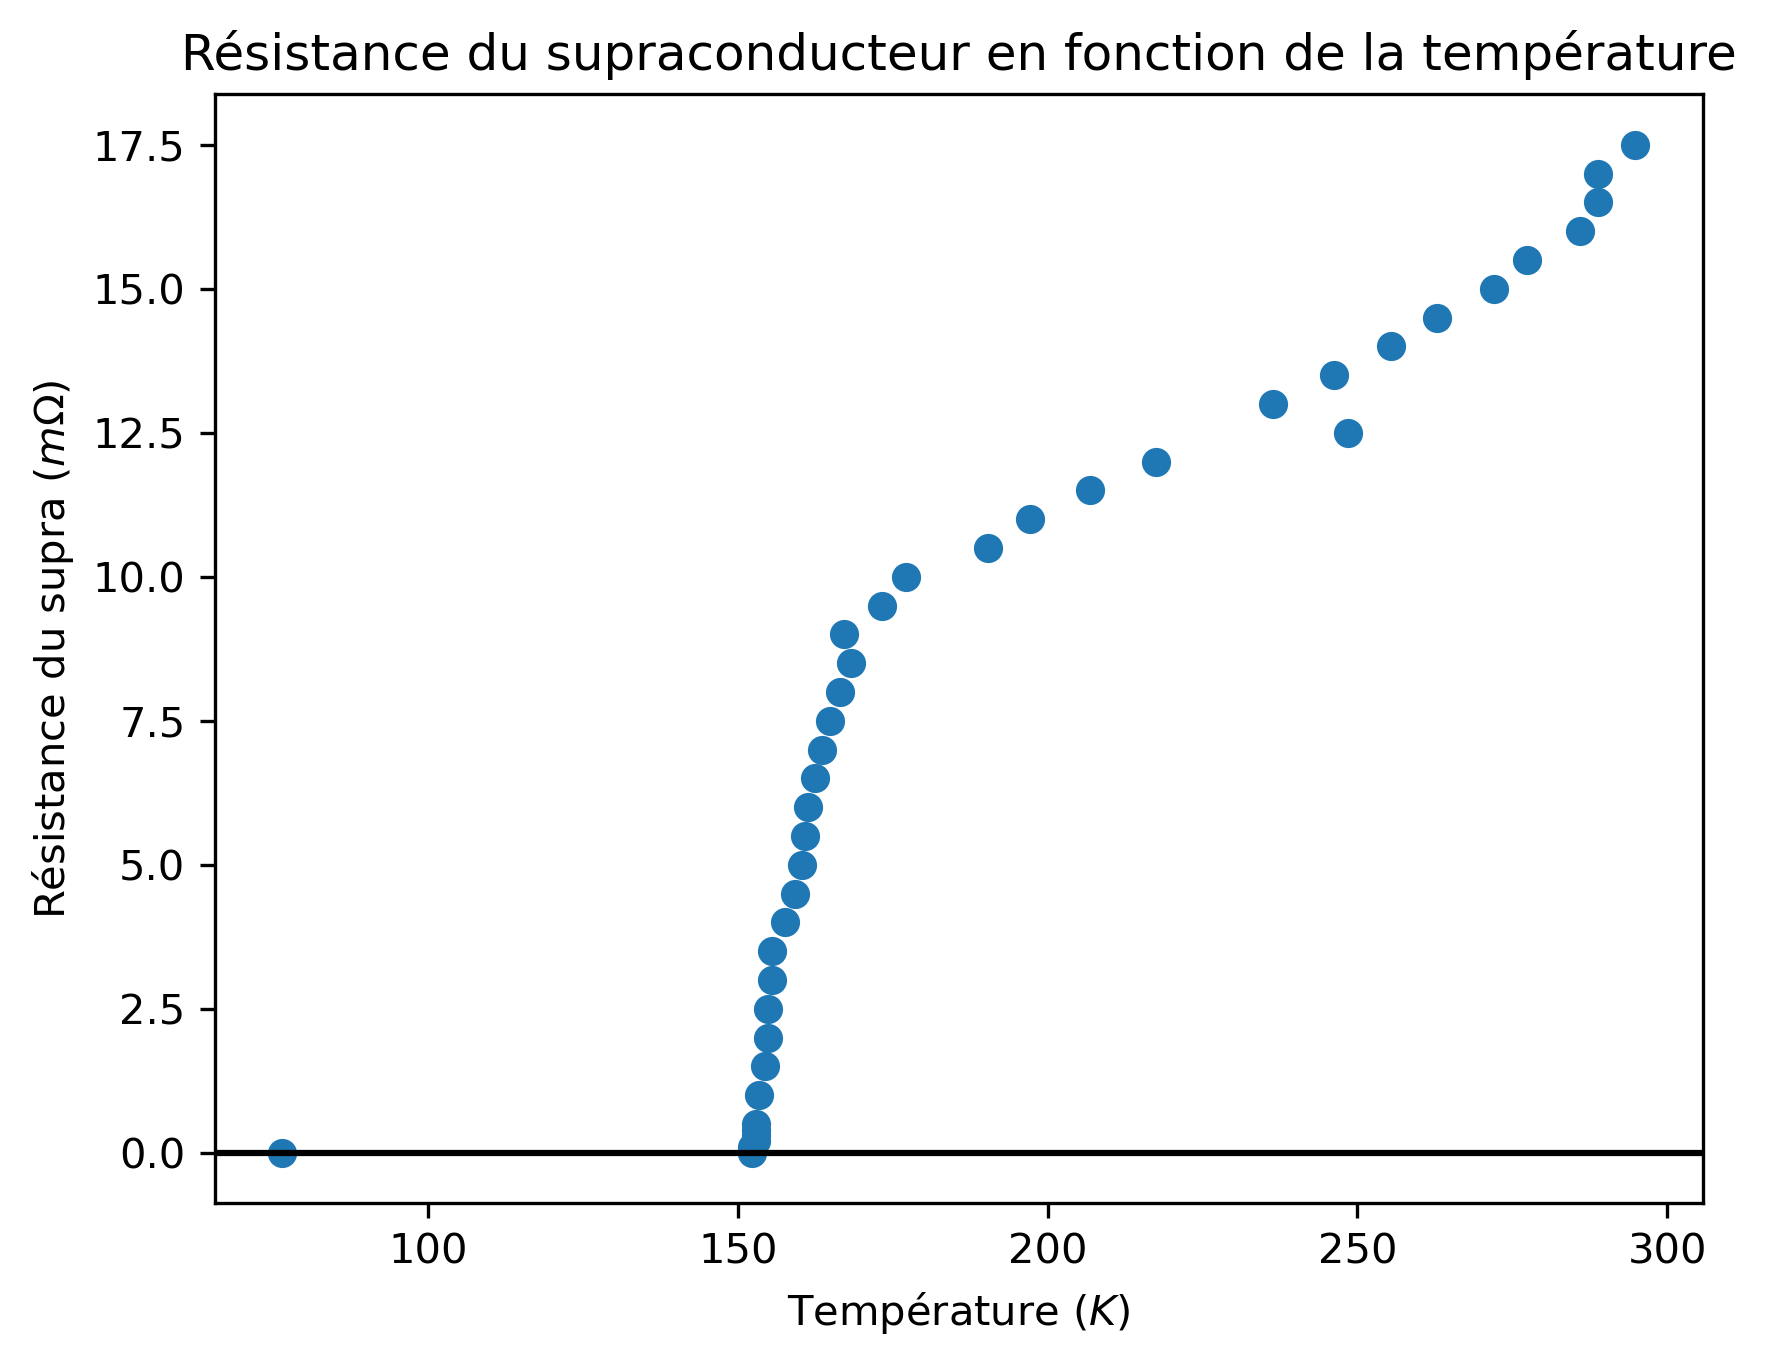 Résistance du supraconducteur en fonction de la température
17.5
15.0
12.5
10.0
7.5
5.0
2.5
0.0
Résistance du supra (mΩ)
100 150 200 250 300
Température (K)